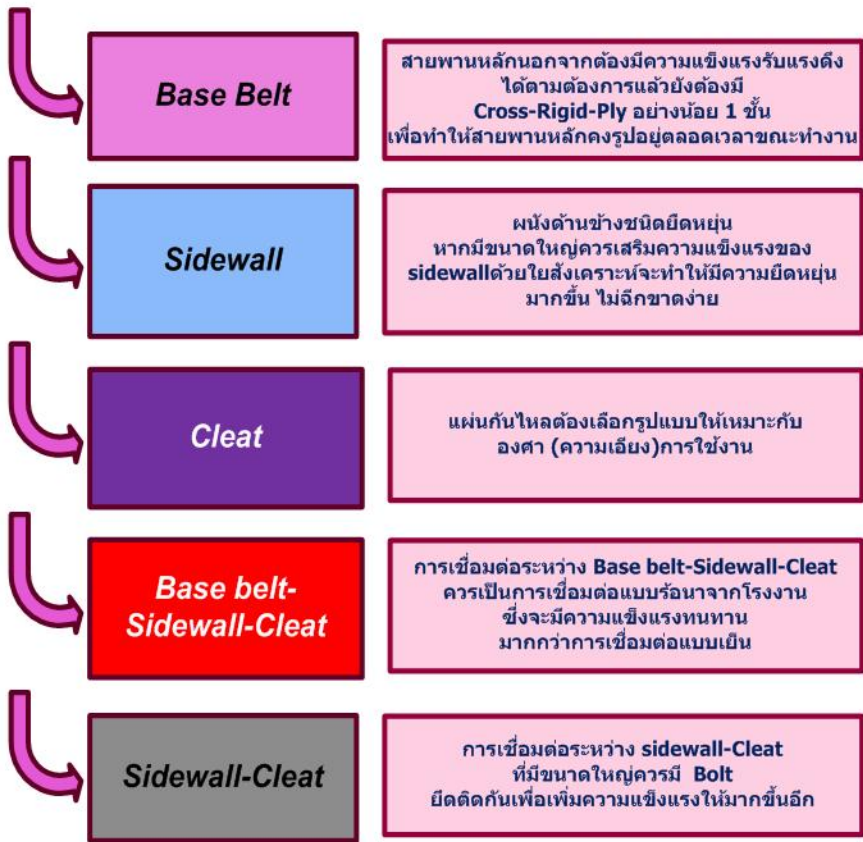 Base Belt
สายพานหลักนอกจากต้องมีความแข็งแรงรับแรงดึง
ได้ตามต้องการแล้วยังต้องมี
Cross-Rigid-Ply อย่างน้อย 1 ชั้น
เพื่อทำให้สายพานหลักคงรูปอยู่ตลอดเวลาขณะทำงาน
Sidewall
ผนังด้านข้างชนิดยืดหยุ่น
หากมีขนาดใหญ่ควรเสริมความแข็งแรงของ
sidewallด้วยใยสังเคราะห์จะทำให้มีความยืดหยุ่น
มากขึ้น ไม่ฉีกขาดง่าย
Cleat
แผ่นกันไหลต้องเลือกรูปแบบให้เหมาะกับ
องศา (ความเอียง)การใช้งาน
Base belt-
Sidewall-Cleat
การเชื่อมต่อระหว่าง Base belt-Sidewall-Cleat
ควรเป็นการเชื่อมต่อแบบร้อนาจากโรงงาน
ซึ่งจะมีความแข็งแรงทนทาน
มากกว่าการเชื่อมต่อแบบเย็น
Sidewall-Cleat
การเชื่อมต่อระหว่าง sidewall-Cleat
ที่มีขนาดใหญ่ควรมี Bolt
ยึดติดกันเพื่อเพิ่มความแข็งแรงให้มากขึ้นอีก